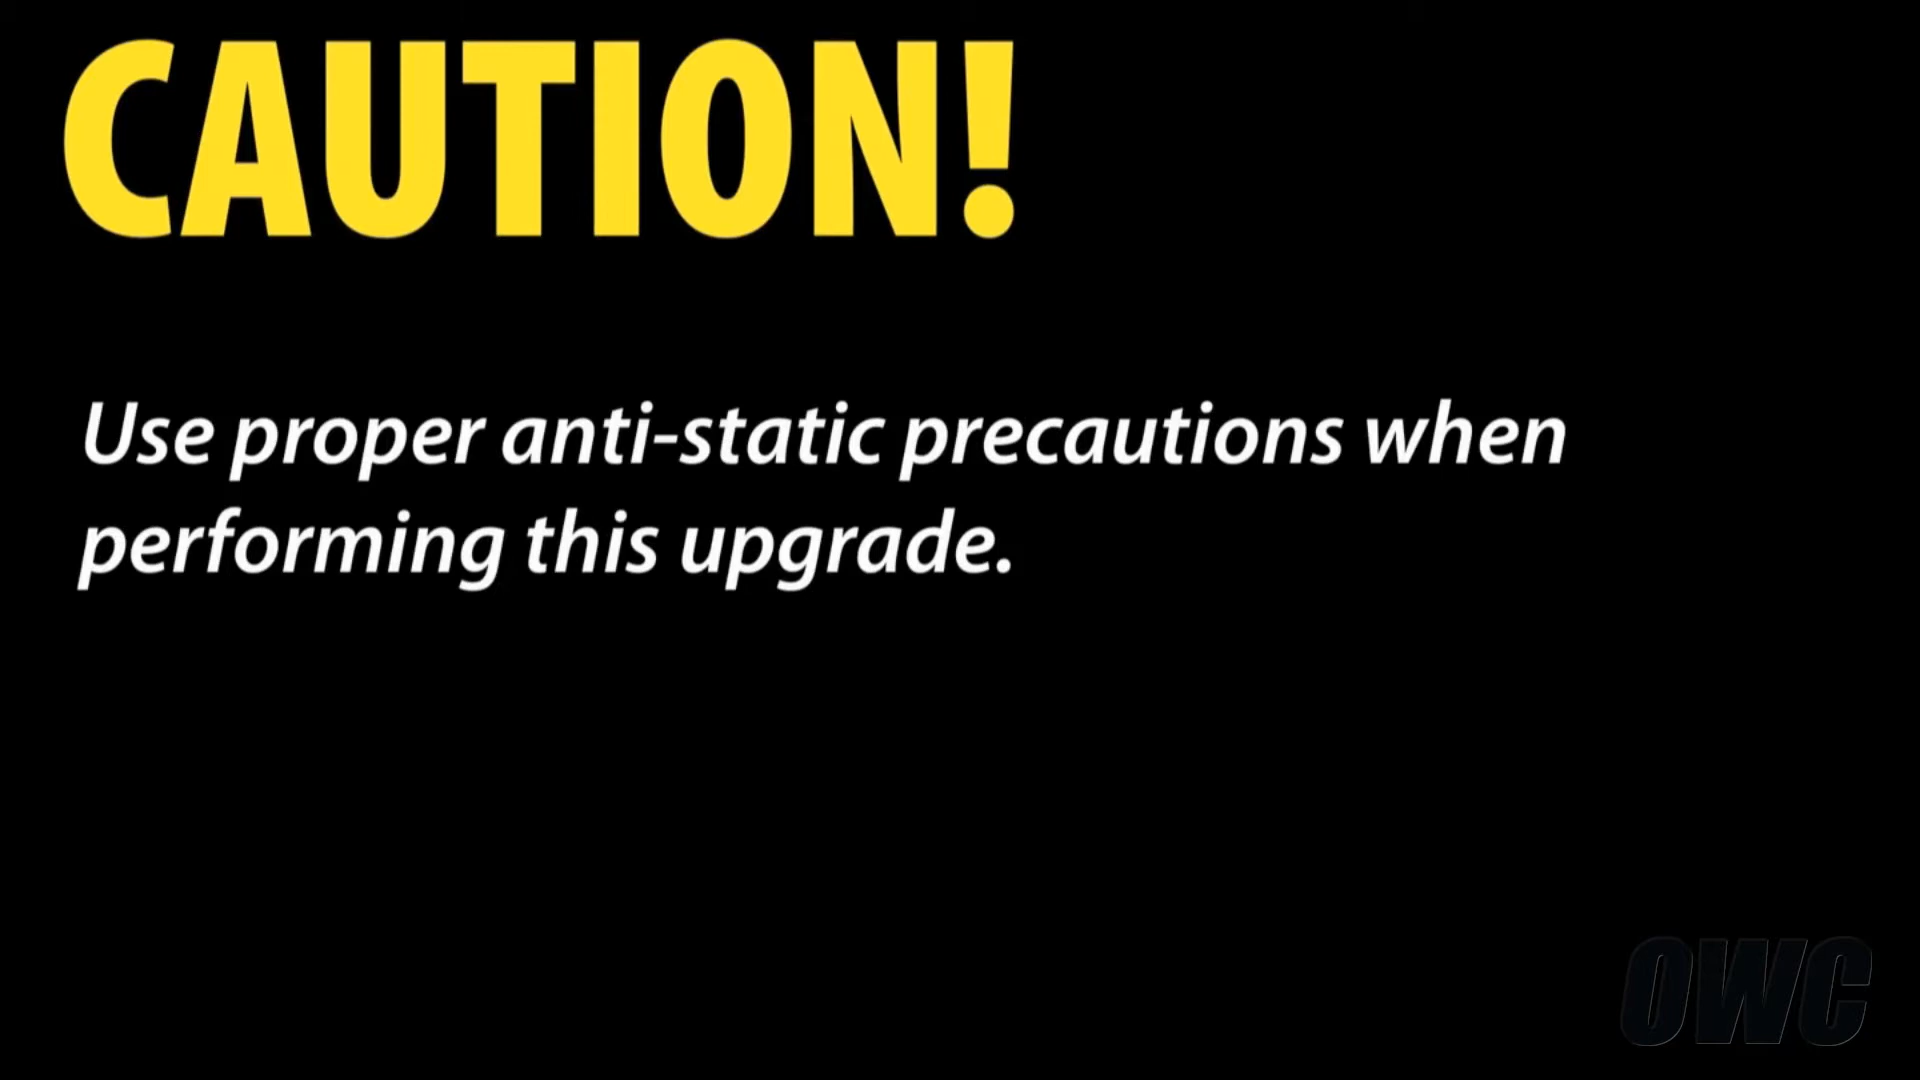 CAUTION!
Use proper anti-static precautions when
performing this upgrade.
OWC